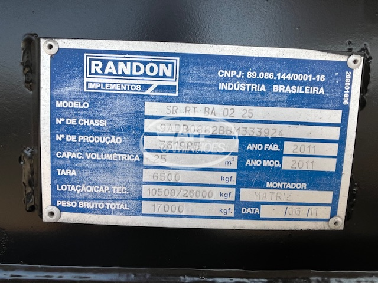 RANDON
IMPLEMENTOS
CNPJ: 89.086.144/0001-16
INDÚSTRIA BRASILEIRA
MODELO SR RT BA 02 25
Nº DE CHASSI
Nº DE PRODUÇÃO ANO FAB. 2011
CAPAC. VOLUMÉTRICA 25 m³ ANO MOD. 2011
TARA 6500 kgf. MONTADOR
LOTAÇÃO/CAP. TEC. 10500/28000 kgf. MATRIZ
PESO BRUTO TOTAL 17000 kgf. DATA